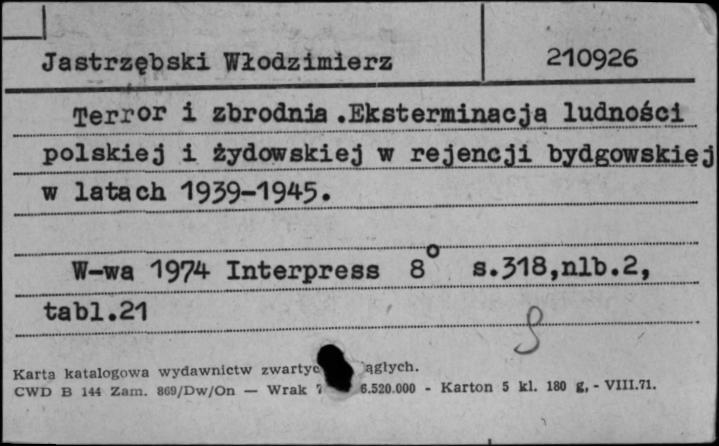 Jastrzębski Włodzimierz 210926
Terror i zbrodnia.Eksterminacja ludności
polskiej i żydowskiej w rejencji bydgowskiej
w latach 1939-1945.
W-wa 1974 Interpress 8° s.318,nlb.2,
tabl.21
Karta katalogowa wydawnictw
CWD B 144 Zam. 869/Dw/On — Wrak 6.520.000 - Karton 5 kl. 180 g, - VIII.71.